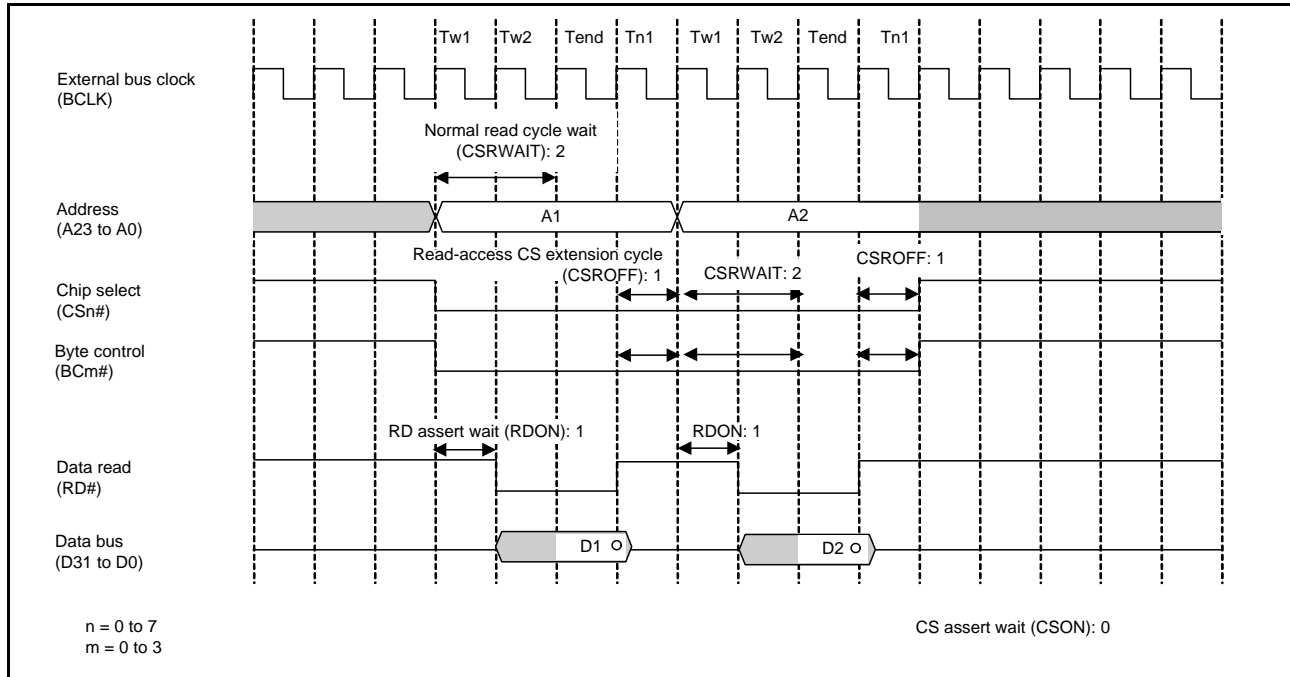 Tw1 Tw2 Tend Tn1 Tw1 Tw2 Tend Tn1
External bus clock
(BCLK)
Normal read cycle wait
(CSRWAIT): 2
Address
(A23 to A0)
A1 A2
Read-access CS extension cycle
(CSROFF): 1
CSRWAIT: 2
CSROFF: 1
Chip select
(CSn#)
Byte control
(BCm#)
RD assert wait (RDON): 1
RDON: 1
Data read
(RD#)
Data bus
(D31 to D0)
D1 D2
n = 0 to 7
m = 0 to 3
CS assert wait (CSON): 0